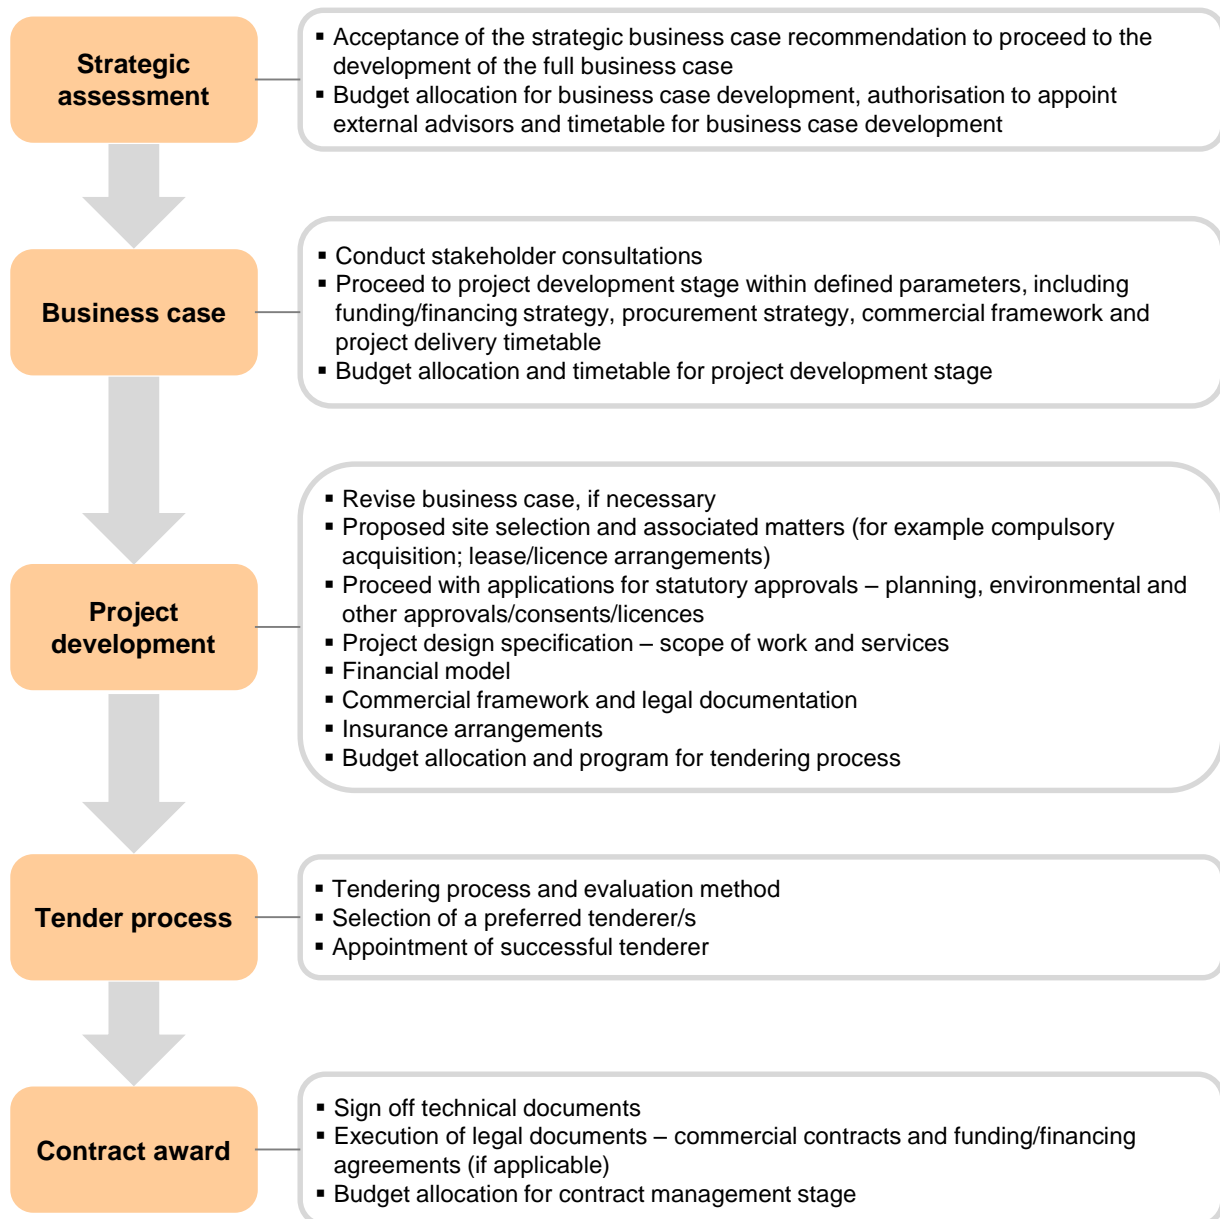 Strategic
assessment
▪ Acceptance of the strategic business case recommendation to proceed to the
development of the full business case
▪ Budget allocation for business case development, authorisation to appoint
external advisors and timetable for business case development
Business case
▪ Conduct stakeholder consultations
▪ Proceed to project development stage within defined parameters, including
funding/financing strategy, procurement strategy, commercial framework and
project delivery timetable
▪ Budget allocation and timetable for project development stage
Project
development
▪ Revise business case, if necessary
▪ Proposed site selection and associated matters (for example compulsory
acquisition; lease/licence arrangements)
▪ Proceed with applications for statutory approvals – planning, environmental and
other approvals/consents/licences
▪ Project design specification – scope of work and services
▪ Financial model
▪ Commercial framework and legal documentation
▪ Insurance arrangements
▪ Budget allocation and program for tendering process
Tender process
▪ Tendering process and evaluation method
▪ Selection of a preferred tenderer/s
▪ Appointment of successful tenderer
Contract award
▪ Sign off technical documents
▪ Execution of legal documents – commercial contracts and funding/financing
agreements (if applicable)
▪ Budget allocation for contract management stage